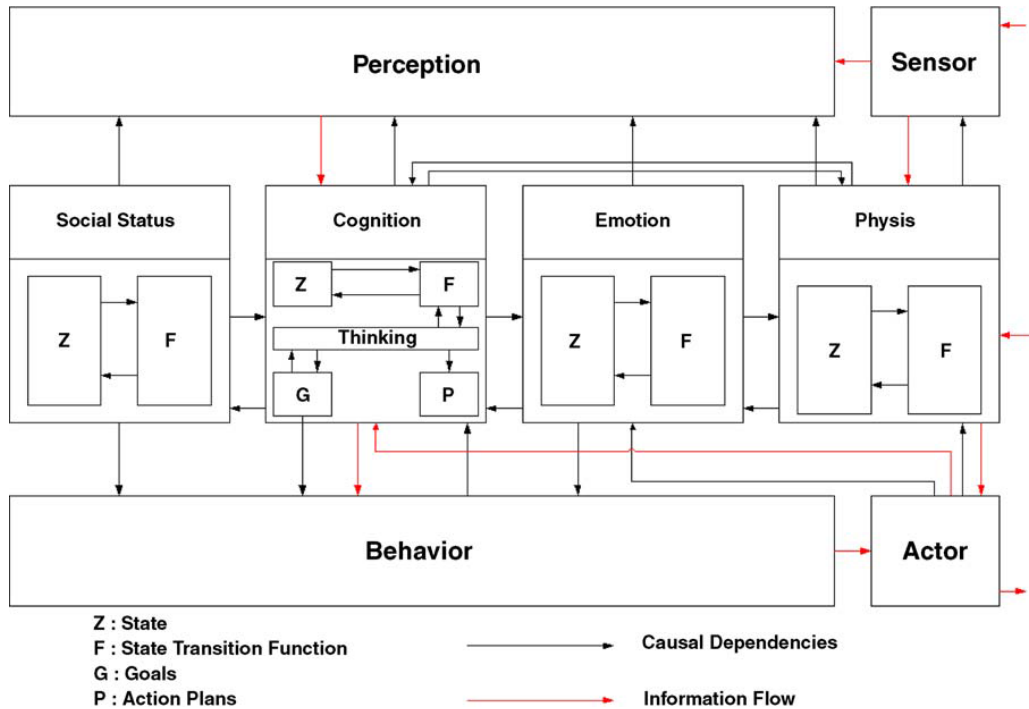 Perception
Sensor
Social Status
Cognition
Emotion
Physis
Z
F
Z
F
Thinking
G
P
Z
F
Z
F
Behavior
Actor
Z : State
F : State Transition Function
G : Goals
P : Action Plans
Causal Dependencies
Information Flow